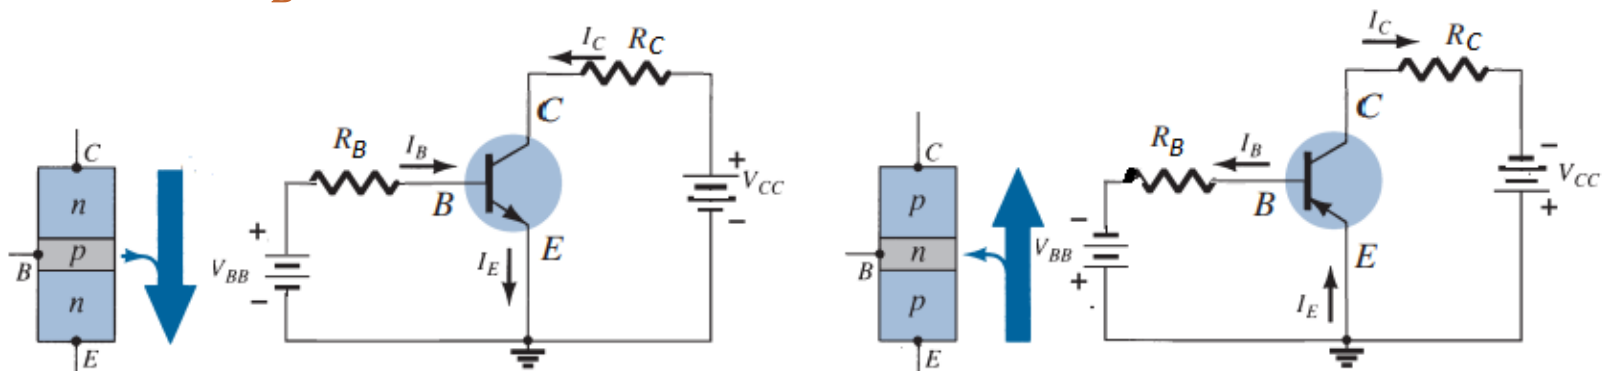 I_C
R_C
C
R_B
I_B
B
E
I_E
V_BB
+
−
+
V_CC
−
C
n
p
n
B
E
I_C
R_C
C
R_B
I_B
B
E
I_E
−
V_BB
+
−
V_CC
+
C
p
n
p
B
E